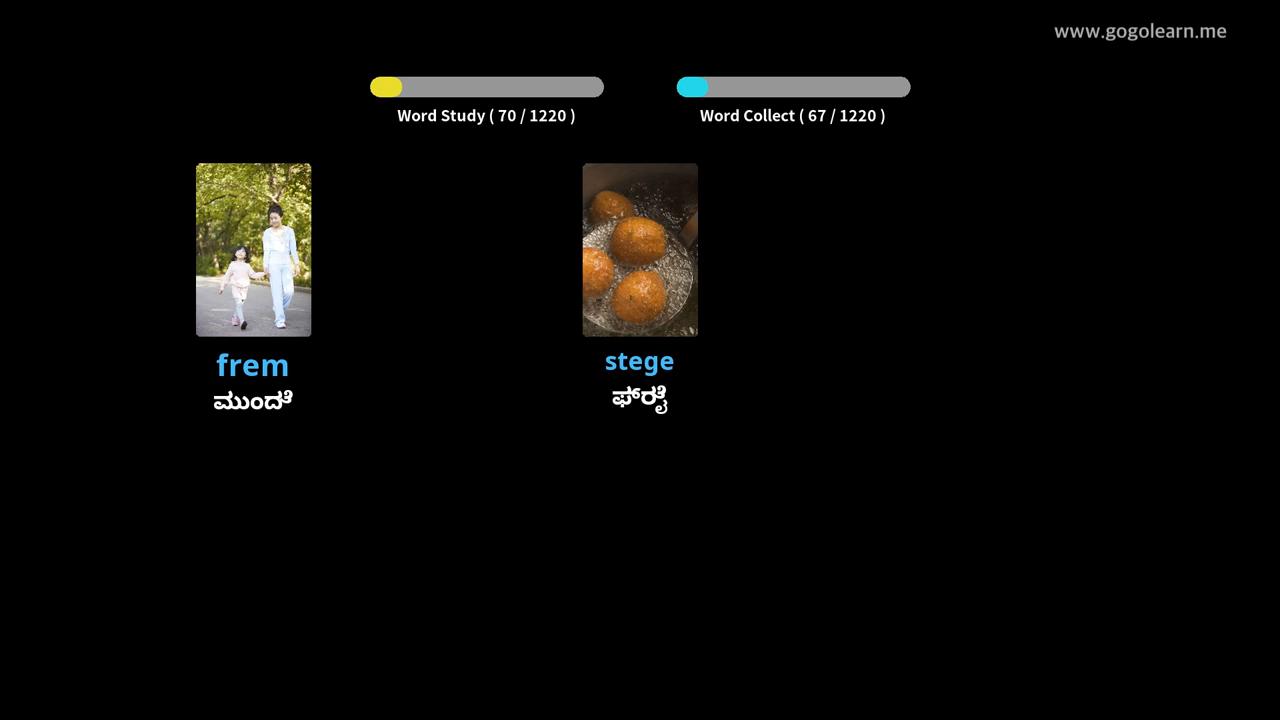 www.gogolearn.me
Word Study ( 70 / 1220 )
Word Collect ( 67 / 1220 )
frem
ಮುಂದೆ
stege
ಫ್ರೈ